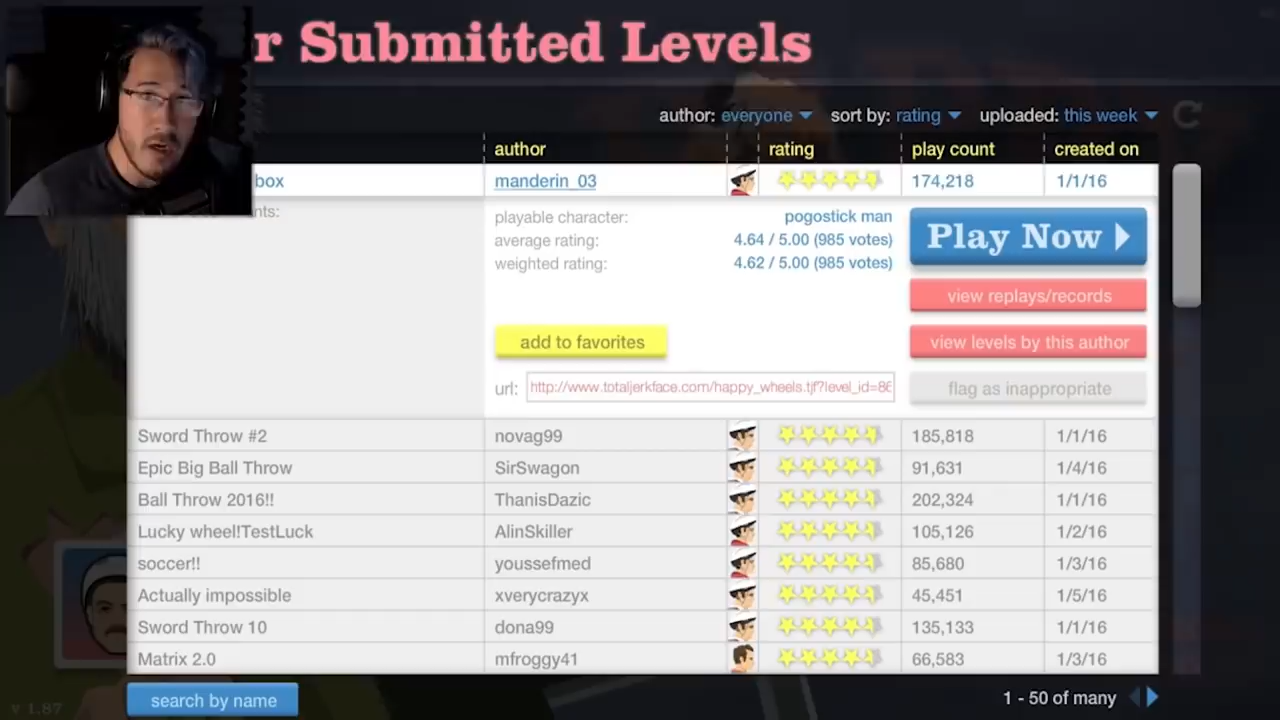 r Submitted Levels
author: everyone sort by: rating uploaded: this week
author rating play count created on
box manderin_03 174,218 1/1/16
nts:
playable character: pogostick man
average rating: 4.64 / 5.00 (985 votes)
weighted rating: 4.62 / 5.00 (985 votes)
Play Now
view replays/records
add to favorites
view levels by this author
url: http://www.totaljerkface.com/happy_wheels.tjf?level_id=86
flag as inappropriate
Sword Throw #2 novag99 185,818 1/1/16
Epic Big Ball Throw SirSwagon 91,631 1/4/16
Ball Throw 2016!! ThanisDazic 202,324 1/1/16
Lucky wheel!TestLuck AlinSkiller 105,126 1/2/16
soccer!! youssefmed 85,680 1/3/16
Actually impossible xverycrazyx 45,451 1/5/16
Sword Throw 10 dona99 135,133 1/1/16
Matrix 2.0 mfroggy41 66,583 1/3/16
search by name 1 - 50 of many
v 1.87